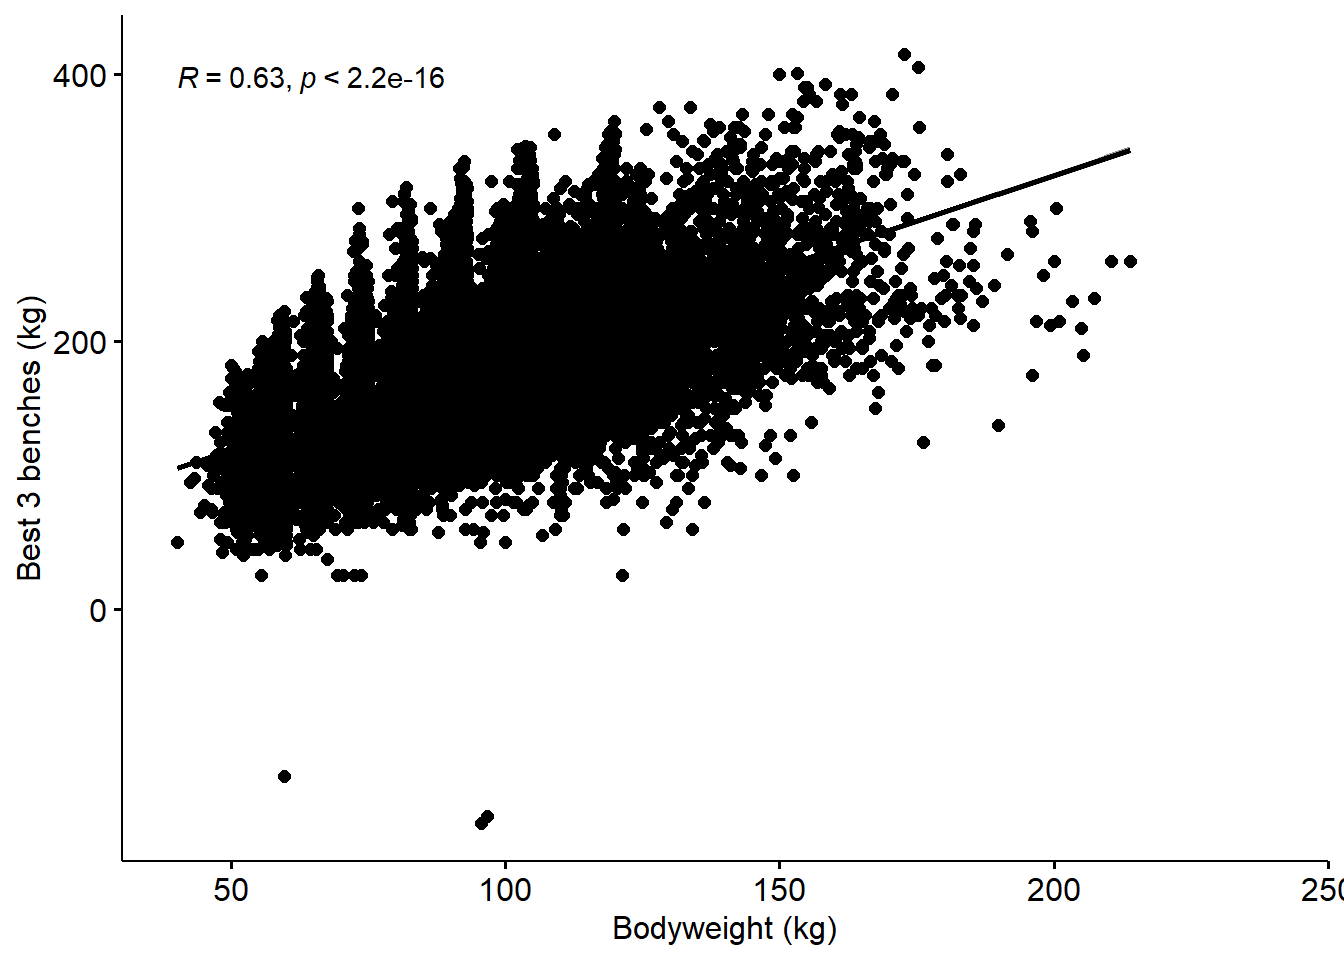 R = 0.63, p < 2.2e-16
400
200
0
Best 3 benches (kg)
50 100 150 200 250
Bodyweight (kg)